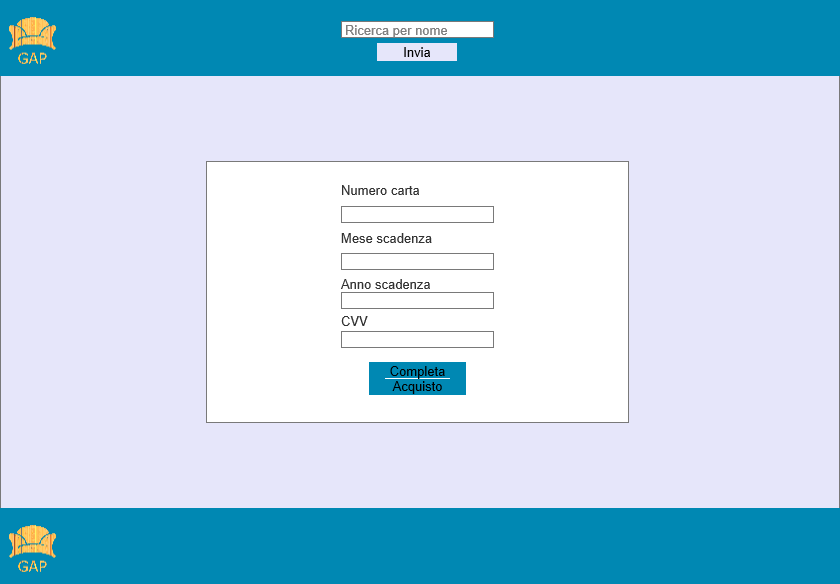 GAP
Ricerca per nome
Invia
Numero carta
Mese scadenza
Anno scadenza
CVV
Completa
Acquisto
GAP